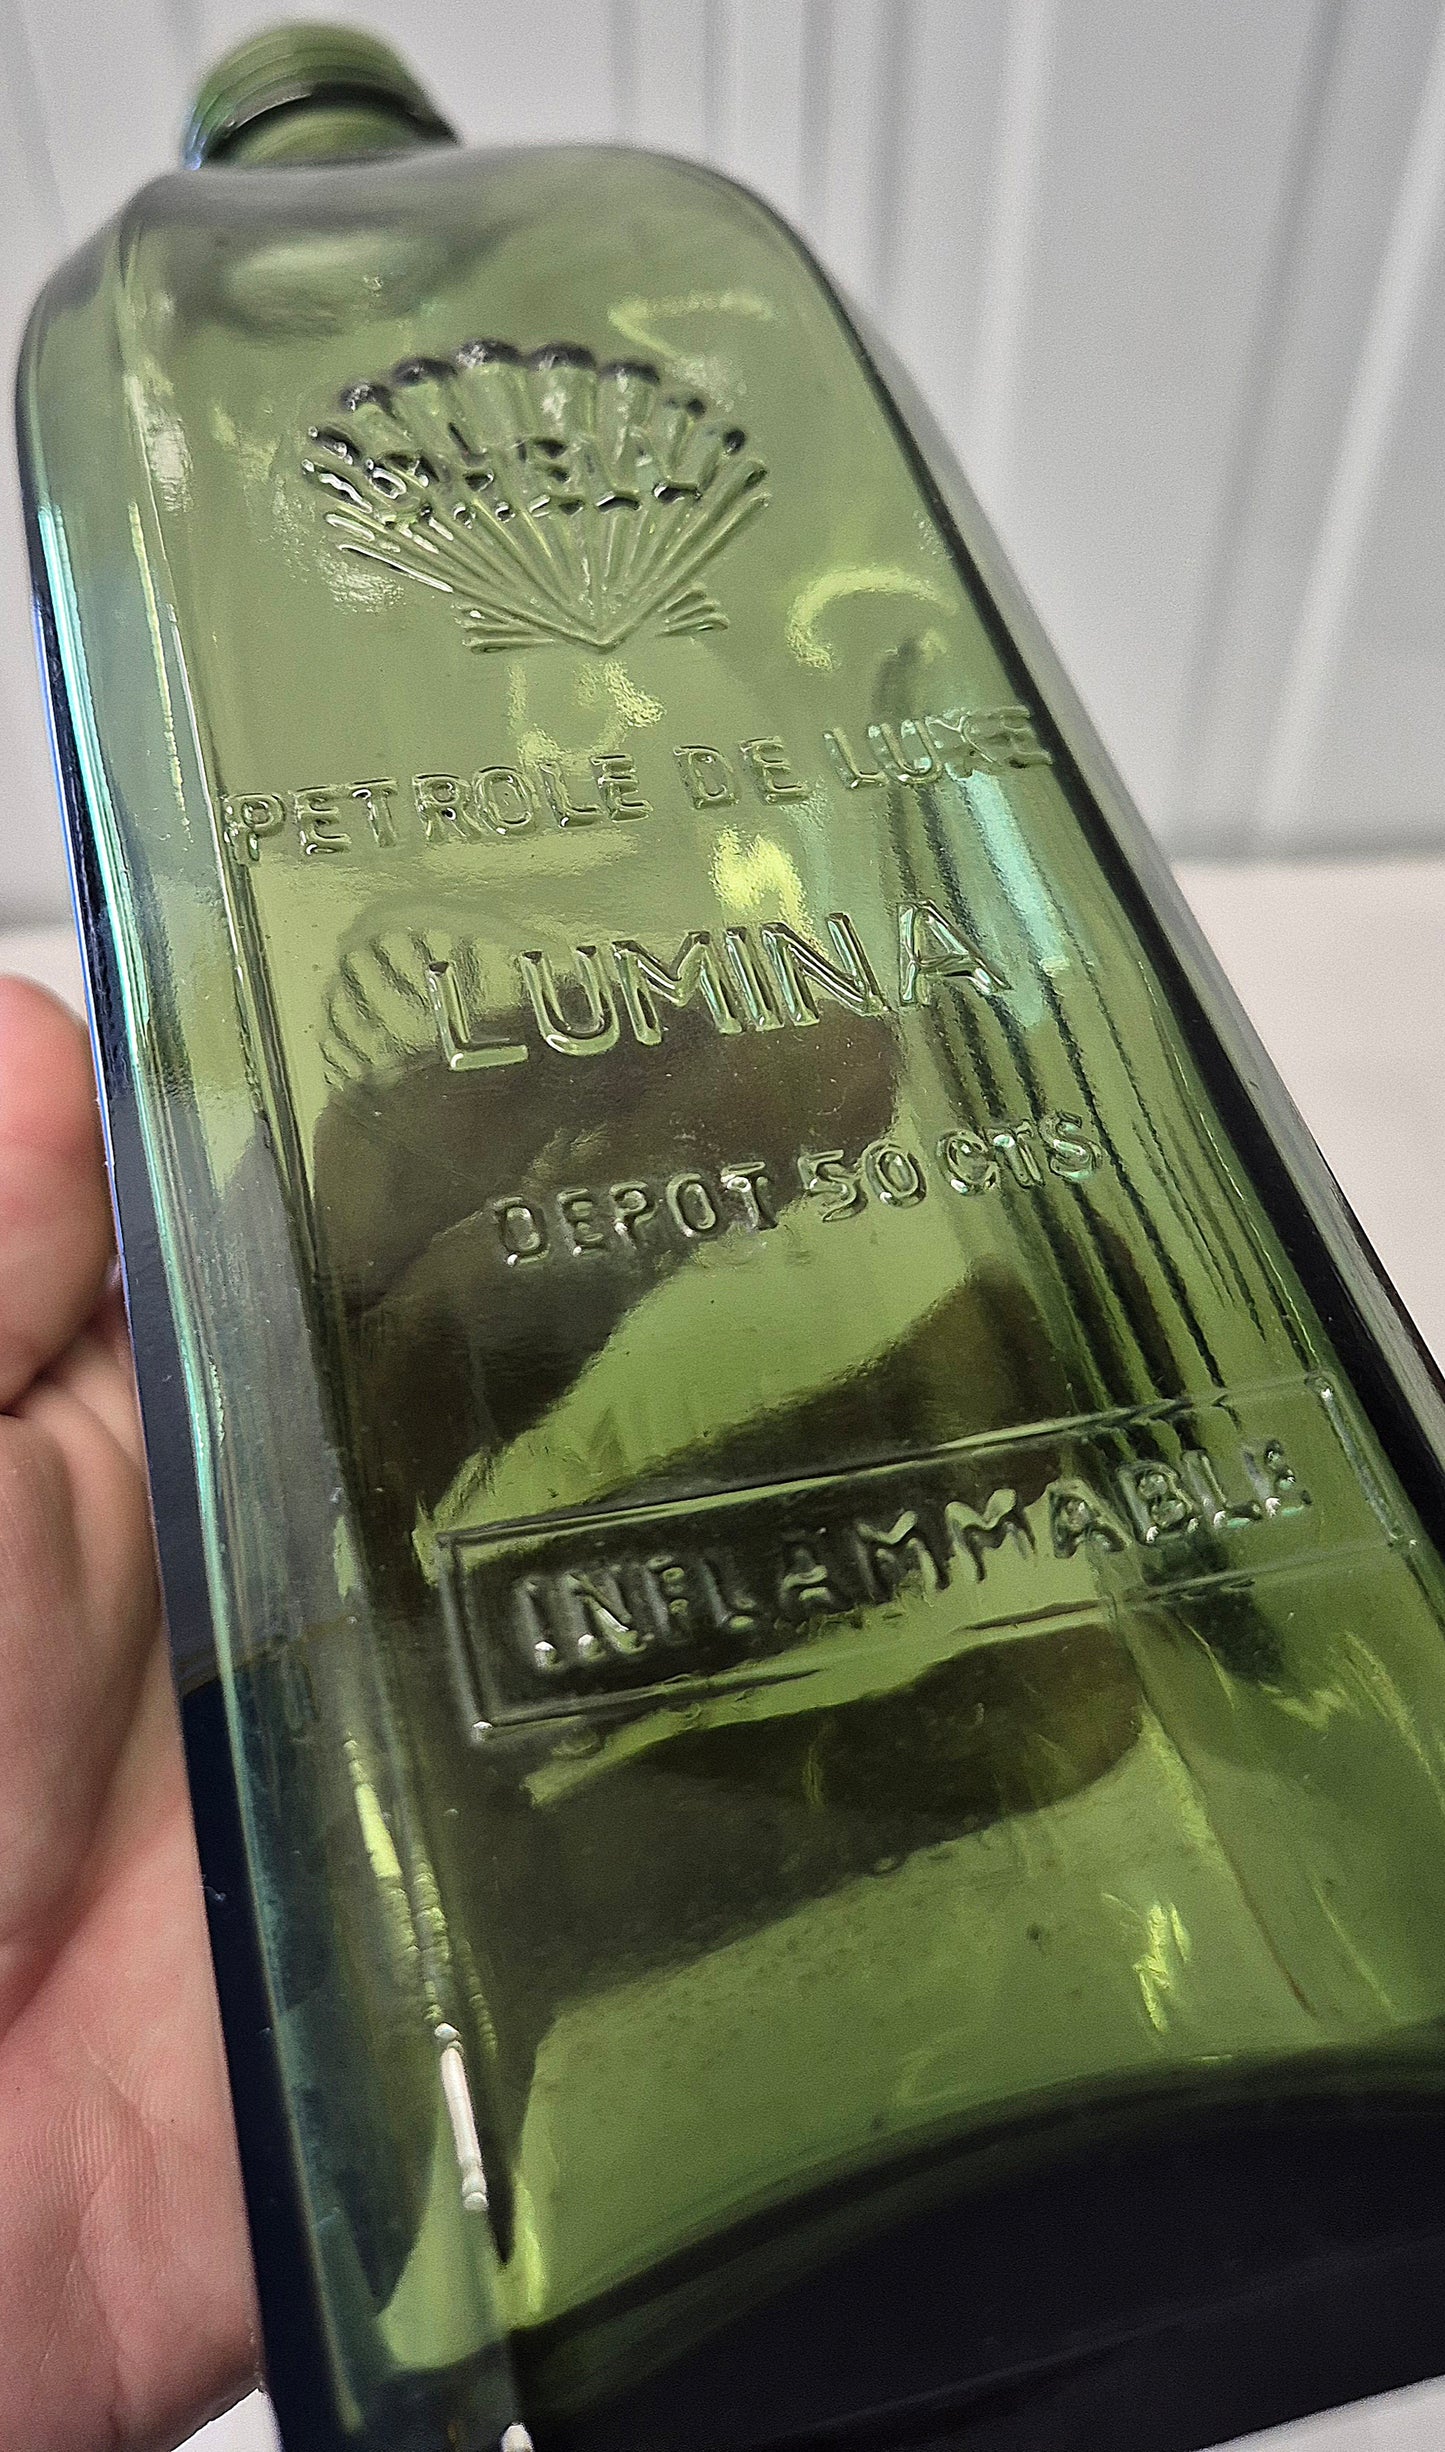 SHELL
PETROLE DE LUXE
LUMINA
DEPOT 50 CTS
INFLAMMABLE